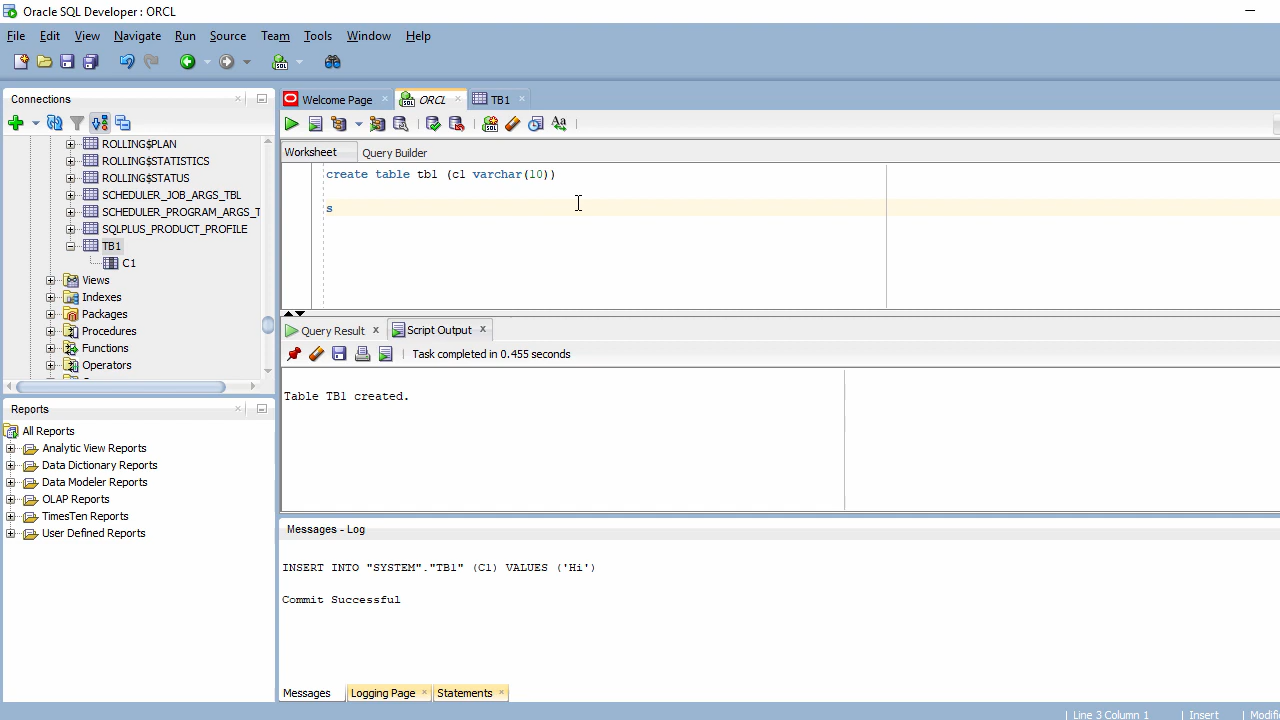 Oracle SQL Developer : ORCL
File Edit View Navigate Run Source Team Tools Window Help
Connections
ROLLING$PLAN
ROLLING$STATISTICS
ROLLING$STATUS
SCHEDULER_JOB_ARGS_TBL
SCHEDULER_PROGRAM_ARGS_T
SQLPLUS_PRODUCT_PROFILE
TB1
C1
Views
Indexes
Packages
Procedures
Functions
Operators
Reports
All Reports
Analytic View Reports
Data Dictionary Reports
Data Modeler Reports
OLAP Reports
TimesTen Reports
User Defined Reports
Welcome Page ORCL TB1
Worksheet Query Builder
create table tb1 (c1 varchar(10))
s
Query Result Script Output
Task completed in 0.455 seconds
Table TB1 created.
Messages - Log
INSERT INTO "SYSTEM"."TB1" (C1) VALUES ('Hi')
Commit Successful
Messages Logging Page Statements
Line 3 Column 1 Insert Modifi